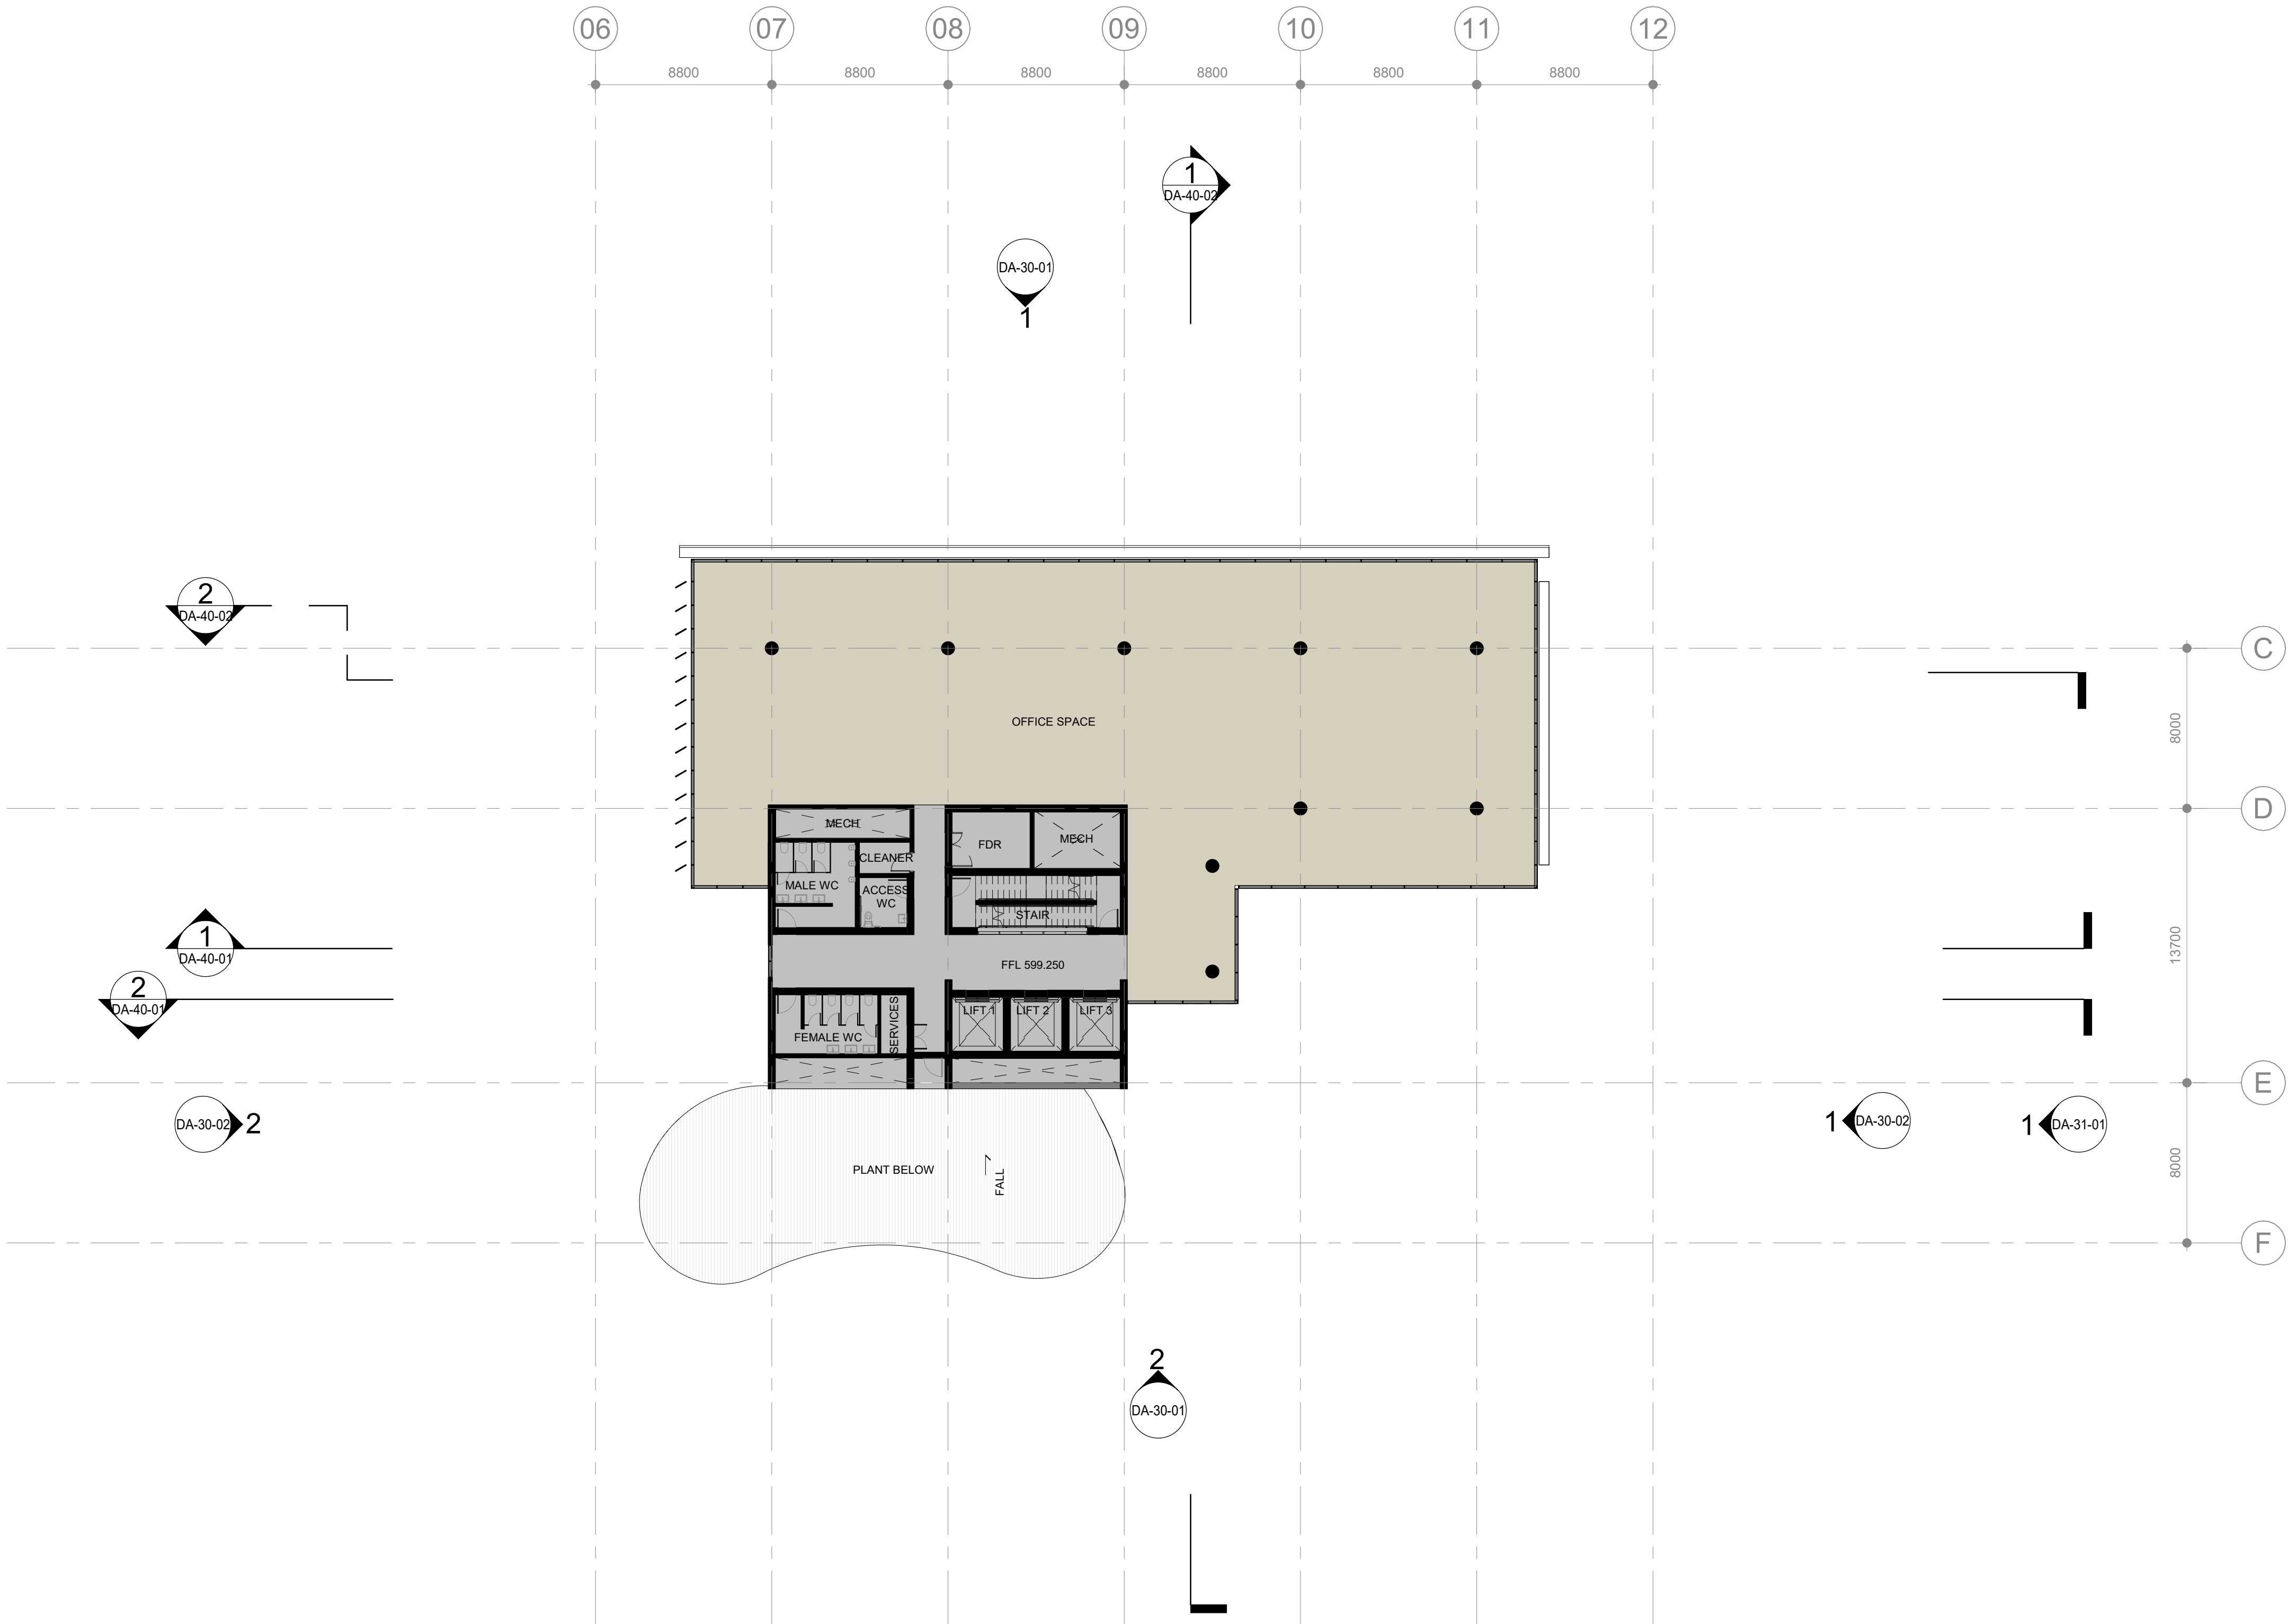 06
07
08
09
10
11
12
8800
8800
8800
8800
8800
8800
1
DA-40-02
DA-30-01
1
2
DA-40-02
C
OFFICE SPACE
8000
D
MECH
FDR
MECH
CLEANER
MALE WC
ACCESS
WC
STAIR
1
DA-40-01
FFL 599.250
13700
2
DA-40-01
LIFT 1
LIFT 2
LIFT 3
SERVICES
FEMALE WC
E
DA-30-02
2
1
DA-30-02
1
DA-31-01
PLANT BELOW
FALL
8000
F
2
DA-30-01